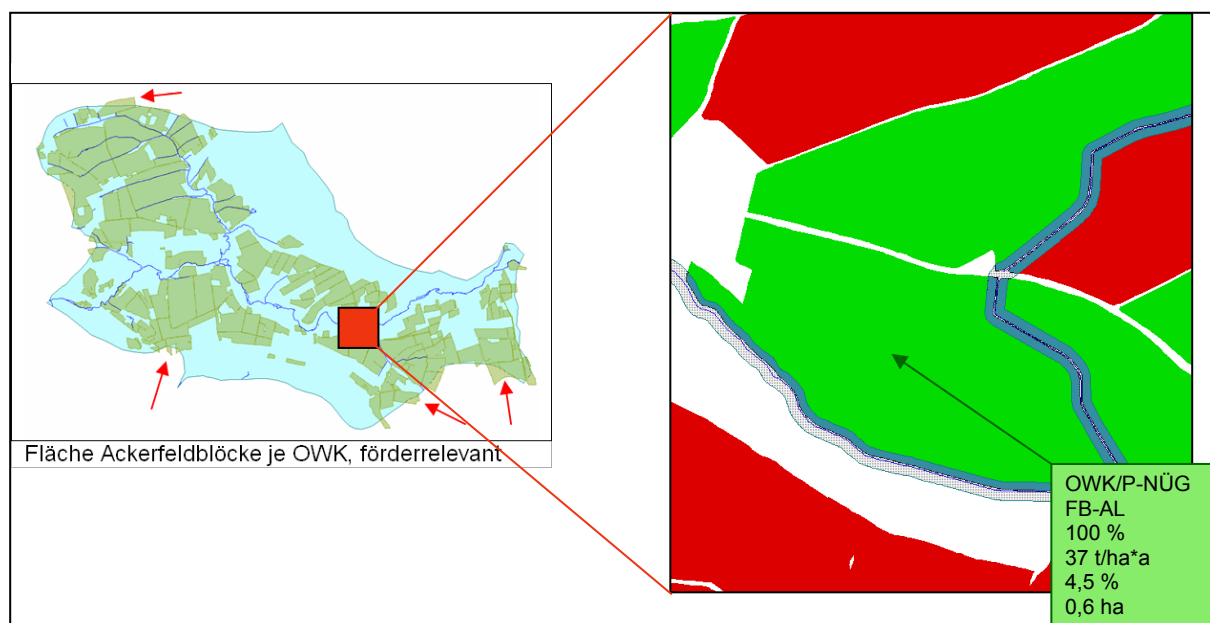 Fläche Ackerfeldblöcke je OWK, förderrelevant
OWK/P-NÜG
FB-AL
100 %
37 t/ha*a
4,5 %
0,6 ha